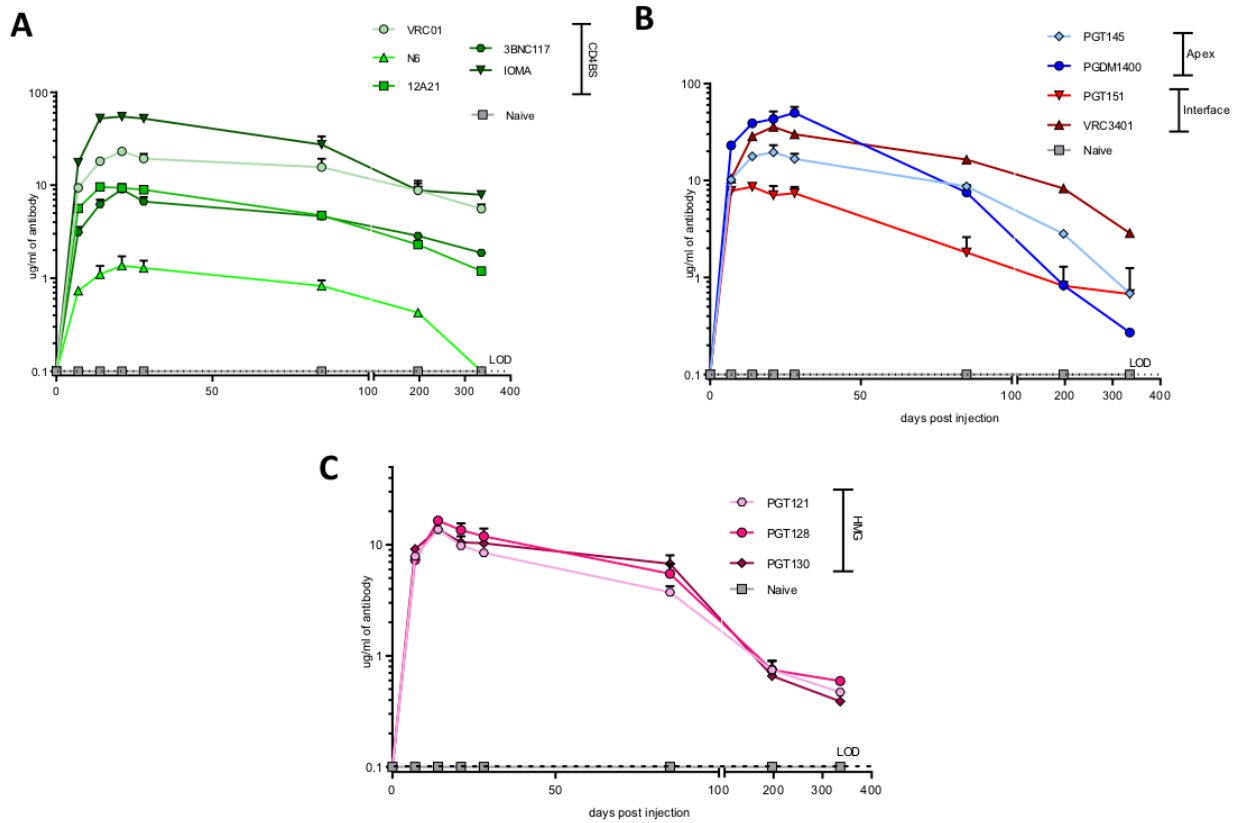 A
VRC01
N6
12A21
3BNC117
IOMA
CD4BS
Naive
ug/ml of antibody
100
10
1
0.1
LOD
0
50
100
200
300
400
B
PGT145
PGDM1400
Apex
PGT151
VRC3401
Interface
Naive
ug/ml of antibody
100
10
1
0.1
LOD
0
50
100
200
300
400
days post injection
C
PGT121
PGT128
PGT130
HMG
Naive
ug/ml of antibody
10
1
0.1
LOD
0
50
100
200
300
400
days post injection